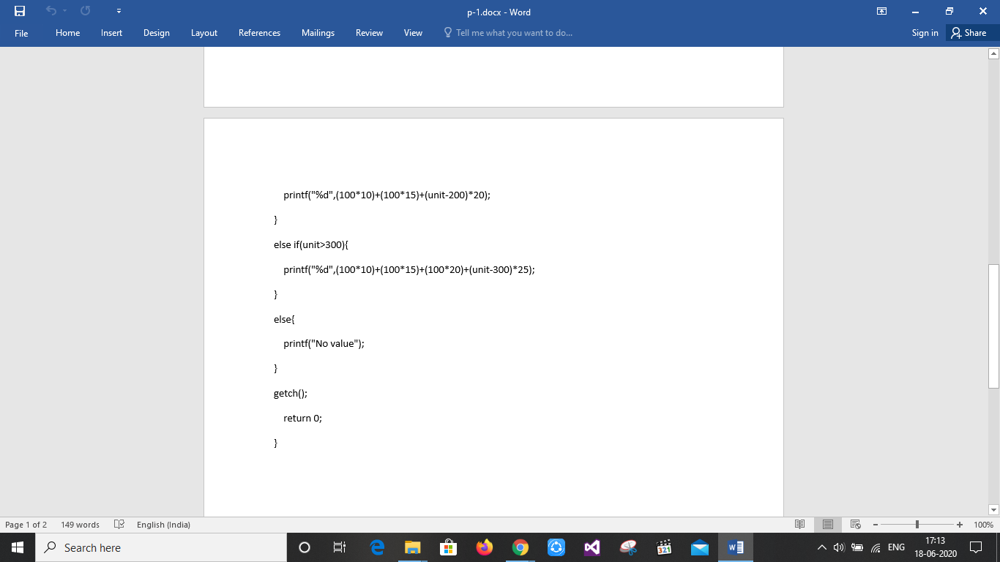 p-1.docx - Word
File Home Insert Design Layout References Mailings Review View Tell me what you want to do... Sign in Share
printf("%d",(100*10)+(100*15)+(unit-200)*20);
}
else if(unit>300){
printf("%d",(100*10)+(100*15)+(100*20)+(unit-300)*25);
}
else{
printf("No value");
}
getch();
return 0;
}
Page 1 of 2 149 words English (India) 100%
Search here
321
W
ENG
17:13
18-06-2020